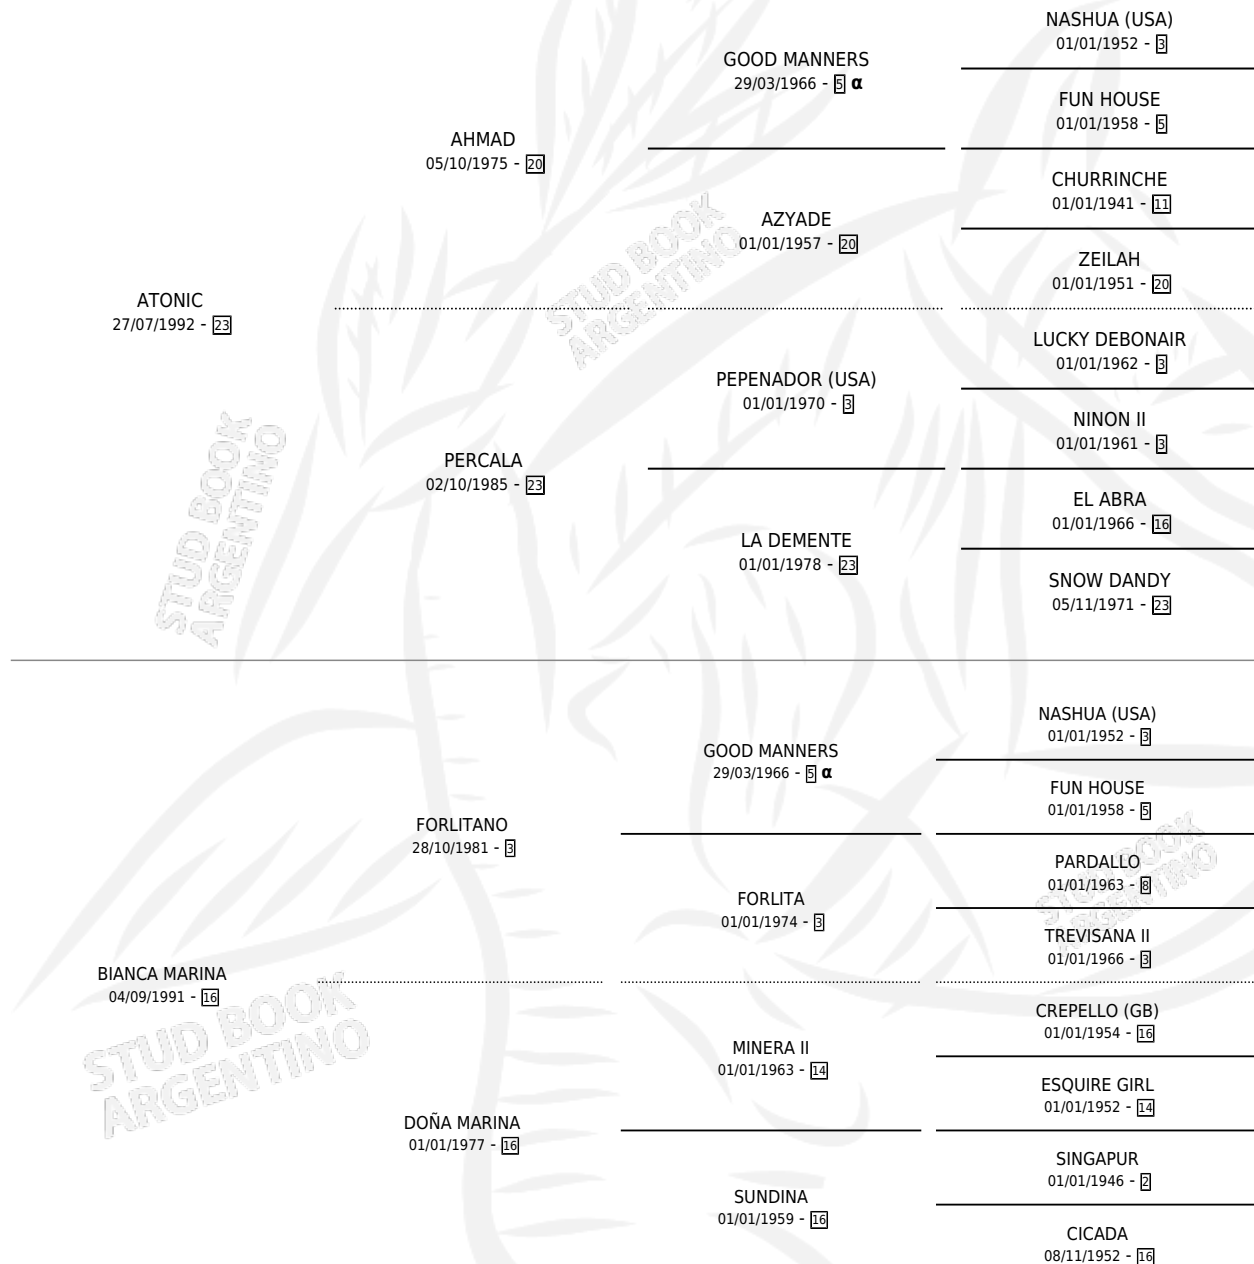 NASHUA (USA)
01/01/1952 - 3
GOOD MANNERS
29/03/1966 - 5 α
FUN HOUSE
01/01/1958 - 5
AHMAD
05/10/1975 - 20
CHURRINCHE
01/01/1941 - 11
AZYADE
01/01/1957 - 20
ZEILAH
01/01/1951 - 20
ATONIC
27/07/1992 - 23
STUD BOOK
ARGENTINO
LUCKY DEBONAIR
01/01/1962 - 3
PEPENADOR (USA)
01/01/1970 - 3
NINON II
01/01/1961 - 3
PERCALA
02/10/1985 - 23
EL ABRA
01/01/1966 - 16
LA DEMENTE
01/01/1978 - 23
SNOW DANDY
05/11/1971 - 23
STUD BOOK
ARGENTINO
NASHUA (USA)
01/01/1952 - 3
GOOD MANNERS
29/03/1966 - 5 α
FUN HOUSE
01/01/1958 - 5
FORLITANO
28/10/1981 - 3
PARDALLO
01/01/1963 - 8
FORLITA
01/01/1974 - 3
TREVISANA II
01/01/1966 - 3
STUD BOOK
ARGENTINO
BIANCA MARINA
04/09/1991 - 16
CREPELLO (GB)
01/01/1954 - 16
MINERA II
01/01/1963 - 14
ESQUIRE GIRL
01/01/1952 - 14
STUD BOOK
ARGENTINO
DOÑA MARINA
01/01/1977 - 16
SINGAPUR
01/01/1946 - 2
SUNDINA
01/01/1959 - 16
CICADA
08/11/1952 - 16